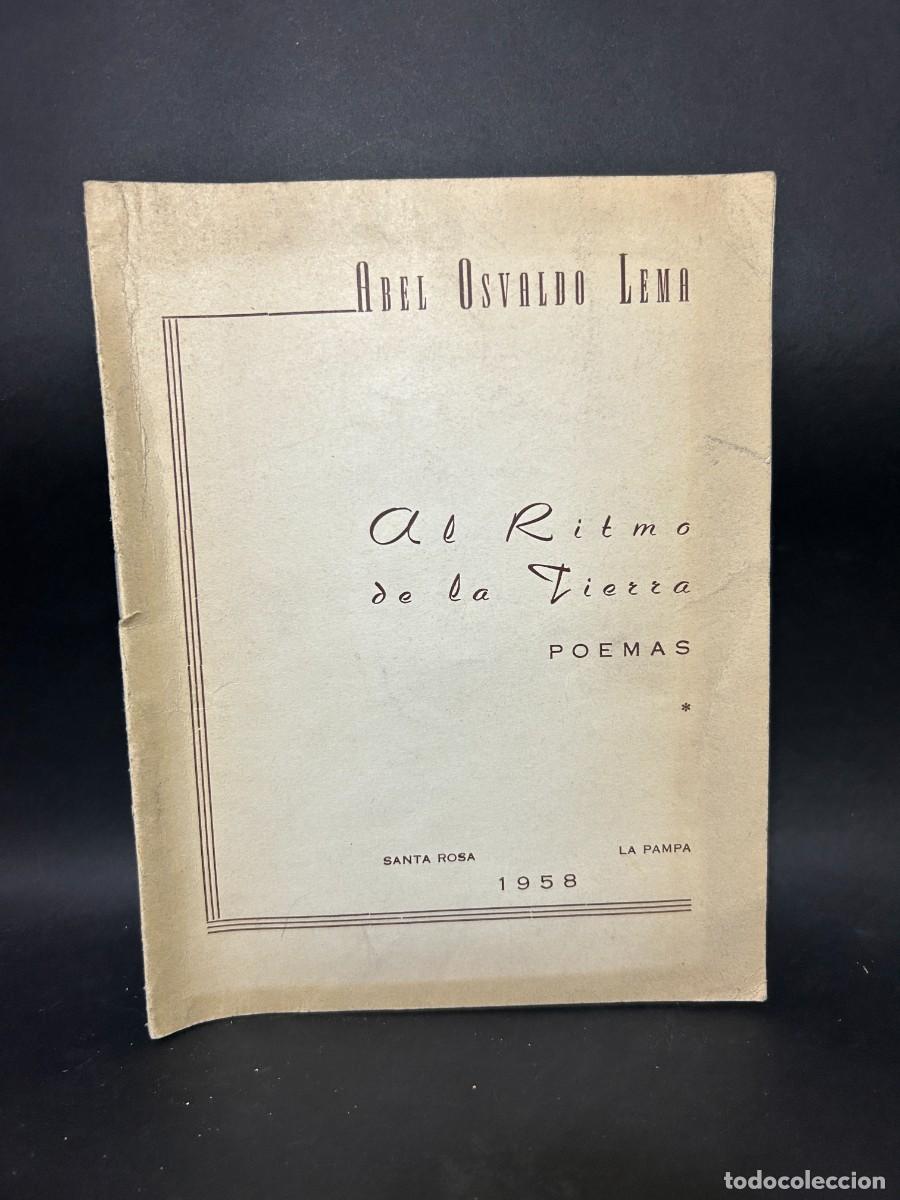 ABEL OSVALDO LEMA
Al Ritmo
de la Tierra
POEMAS
*
SANTA ROSA LA PAMPA
1958
todocoleccion